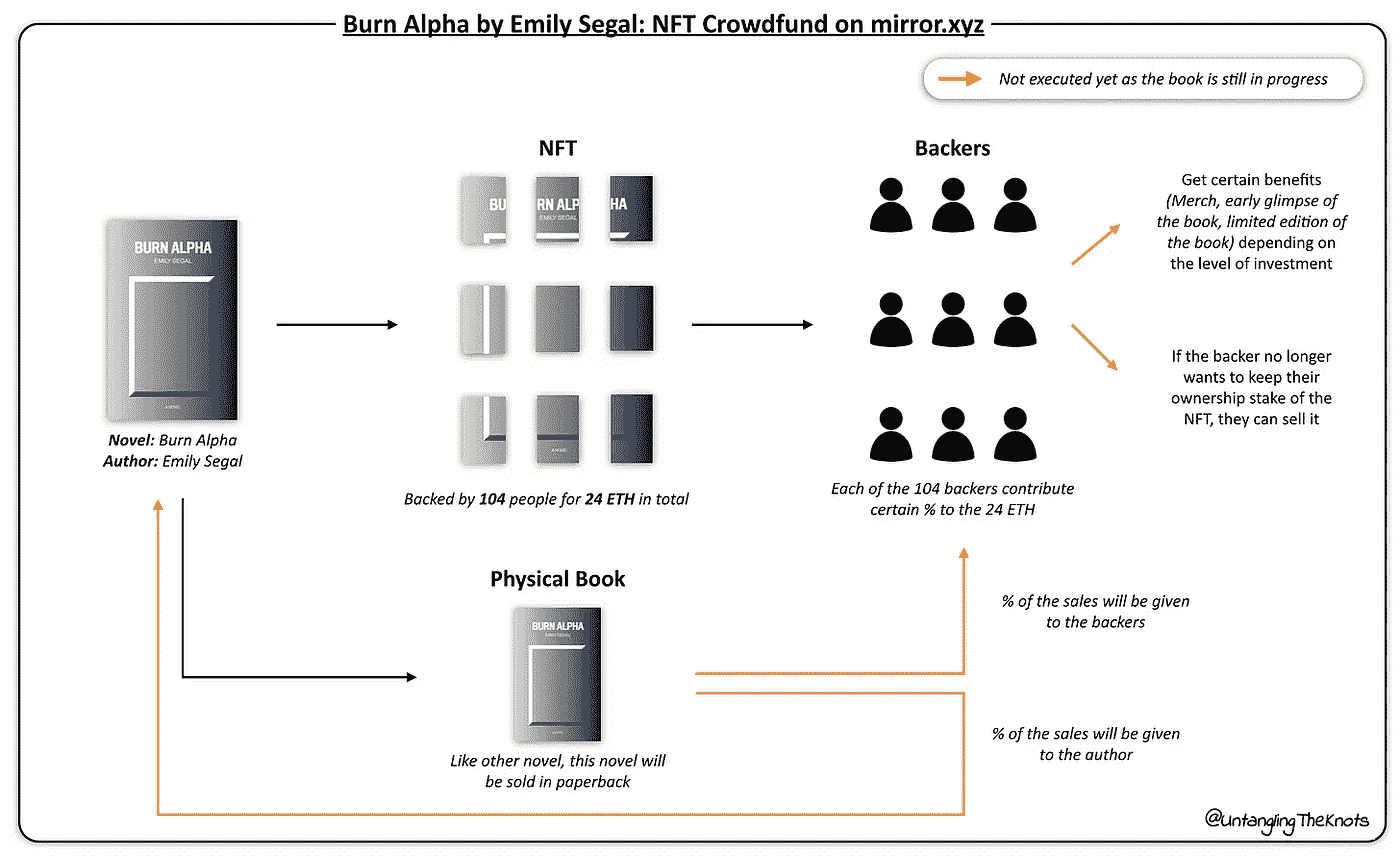 Burn Alpha by Emily Segal: NFT Crowdfund on mirror.xyz
Not executed yet as the book is still in progress
NFT
Backers
BURN ALPHA
EMILY SEGAL
A NOVEL
Novel: Burn Alpha
Author: Emily Segal
BU
RN ALP
HA
EMILY SEGAL
A NOVEL
Backed by 104 people for 24 ETH in total
Each of the 104 backers contribute
certain % to the 24 ETH
Get certain benefits
(Merch, early glimpse of
the book, limited edition of
the book) depending on
the level of investment
If the backer no longer
wants to keep their
ownership stake of the
NFT, they can sell it
Physical Book
BURN ALPHA
EMILY SEGAL
Like other novel, this novel will
be sold in paperback
% of the sales will be given
to the backers
% of the sales will be given
to the author
@UntanglingTheKnots